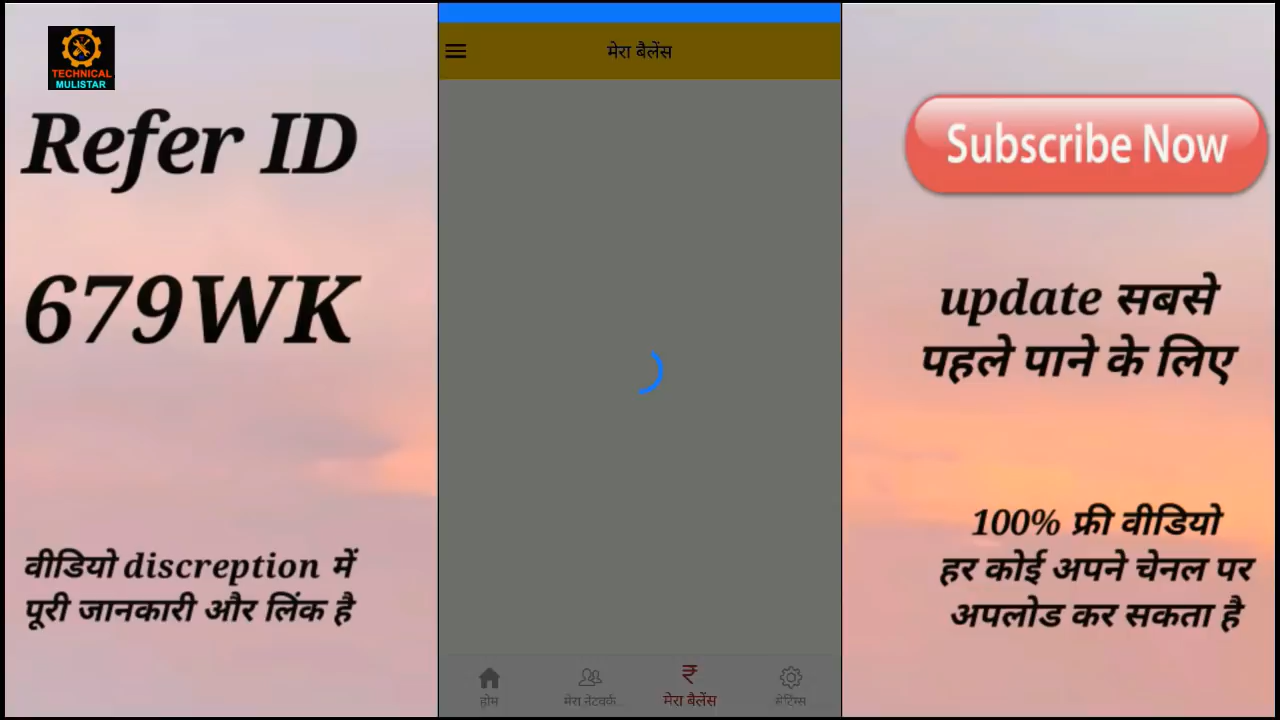 TECHNICAL
MULISTAR
Refer ID
679WK
वीडियो discreption में
पूरी जानकारी और लिंक है
मेरा बैलेंस
होम
मेरा नेटवर्क...
मेरा बैलेंस
सेटिंग्स
Subscribe Now
update सबसे
पहले पाने के लिए
100% फ्री वीडियो
हर कोई अपने चेनल पर
अपलोड कर सकता है